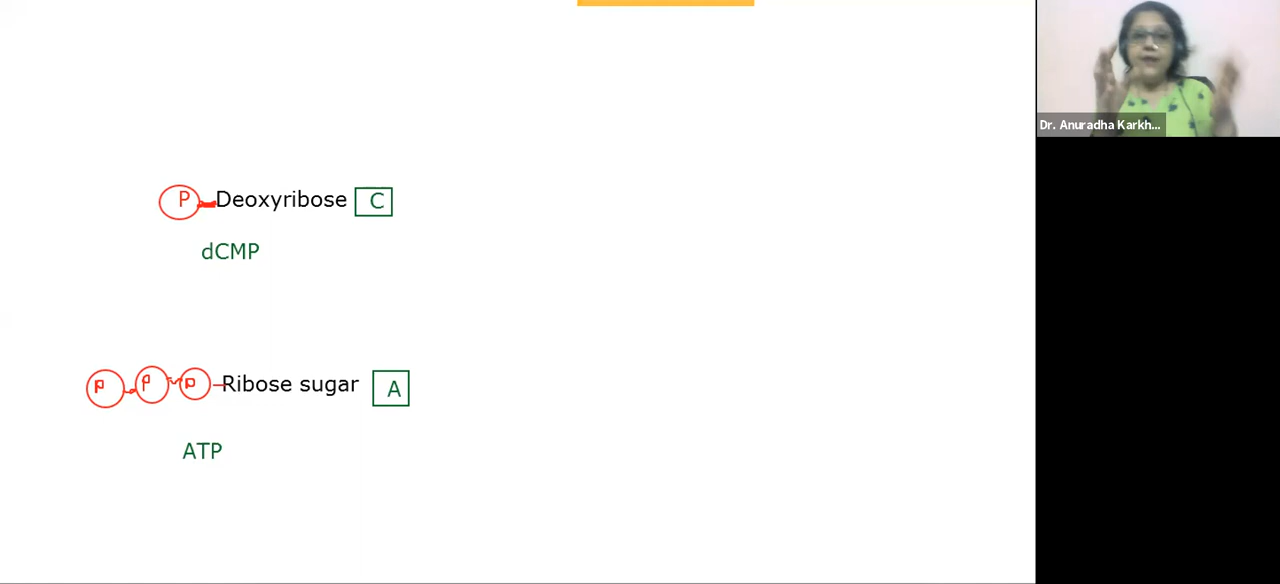 Dr. Anuradha Karkh...
P Deoxyribose C
dCMP
P P P Ribose sugar A
ATP